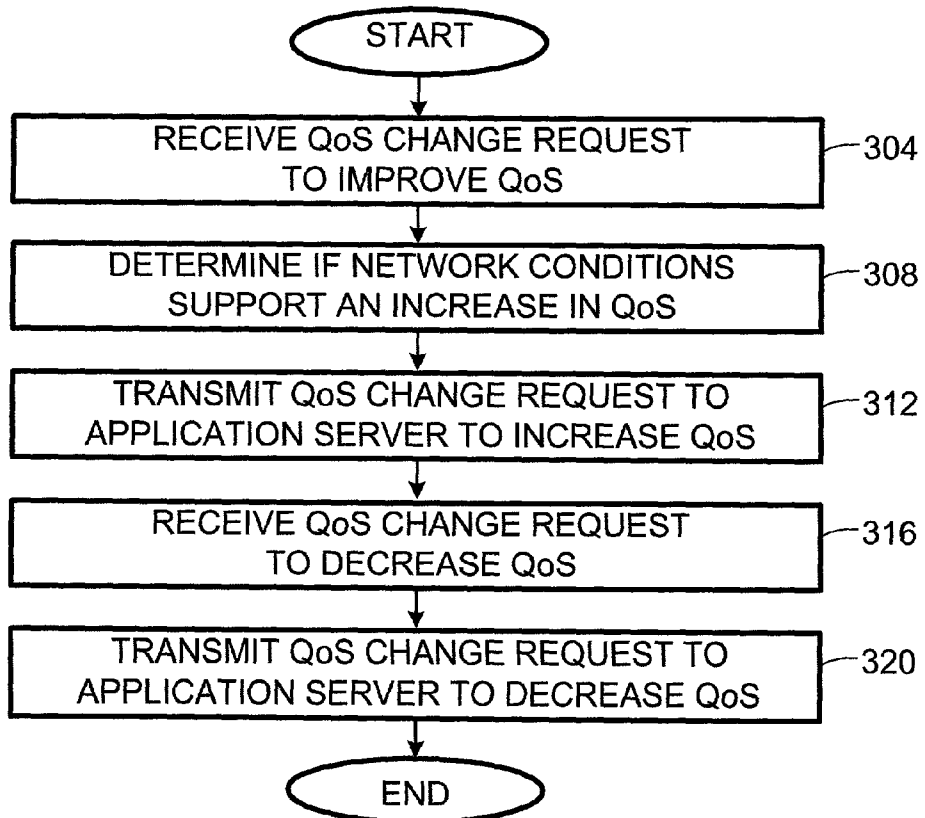 START
RECEIVE QoS CHANGE REQUEST
TO IMPROVE QoS
304
DETERMINE IF NETWORK CONDITIONS
SUPPORT AN INCREASE IN QoS
308
TRANSMIT QoS CHANGE REQUEST TO
APPLICATION SERVER TO INCREASE QoS
312
RECEIVE QoS CHANGE REQUEST
TO DECREASE QoS
316
TRANSMIT QoS CHANGE REQUEST TO
APPLICATION SERVER TO DECREASE QoS
320
END